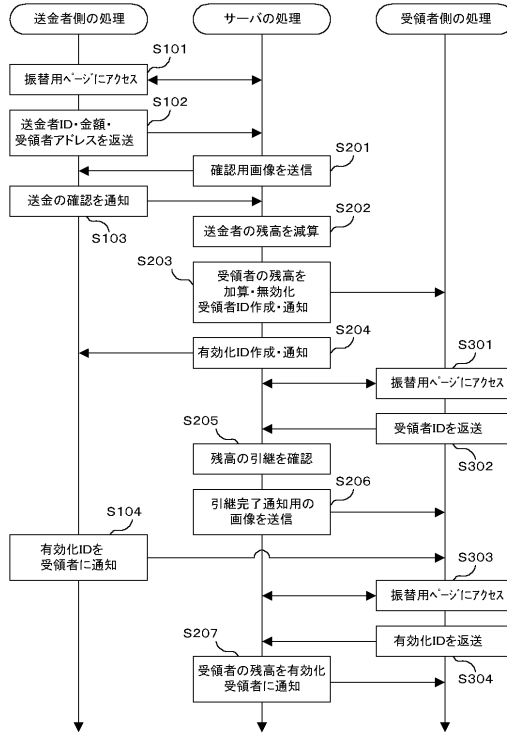 送金者側の処理
サーバの処理
受領者側の処理
S101
振替用ページにアクセス
S102
送金者ID・金額・
受領者アドレスを返送
S201
確認用画像を送信
送金の確認を通知
S103
S202
送金者の残高を減算
S203
受領者の残高を
加算・無効化
受領者ID作成・通知
S204
有効化ID作成・通知
S301
振替用ページにアクセス
受領者IDを返送
S302
S205
残高の引継を確認
S206
引継完了通知用の
画像を送信
S104
有効化IDを
受領者に通知
S303
振替用ページにアクセス
有効化IDを返送
S304
S207
受領者の残高を有効化
受領者に通知